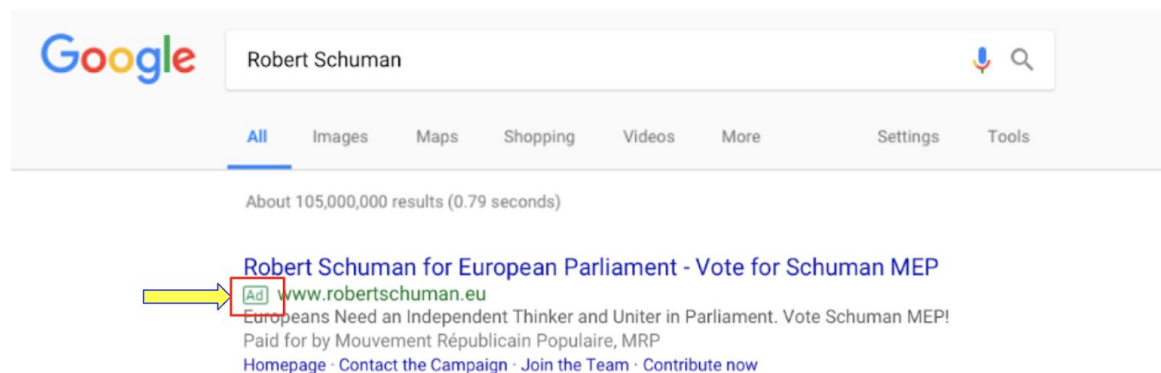 Google
Robert Schuman
All Images Maps Shopping Videos More Settings Tools
About 105,000,000 results (0.79 seconds)
Robert Schuman for European Parliament - Vote for Schuman MEP
Ad www.robertschuman.eu
Europeans Need an Independent Thinker and Uniter in Parliament. Vote Schuman MEP!
Paid for by Mouvement Républicain Populaire, MRP
Homepage · Contact the Campaign · Join the Team · Contribute now